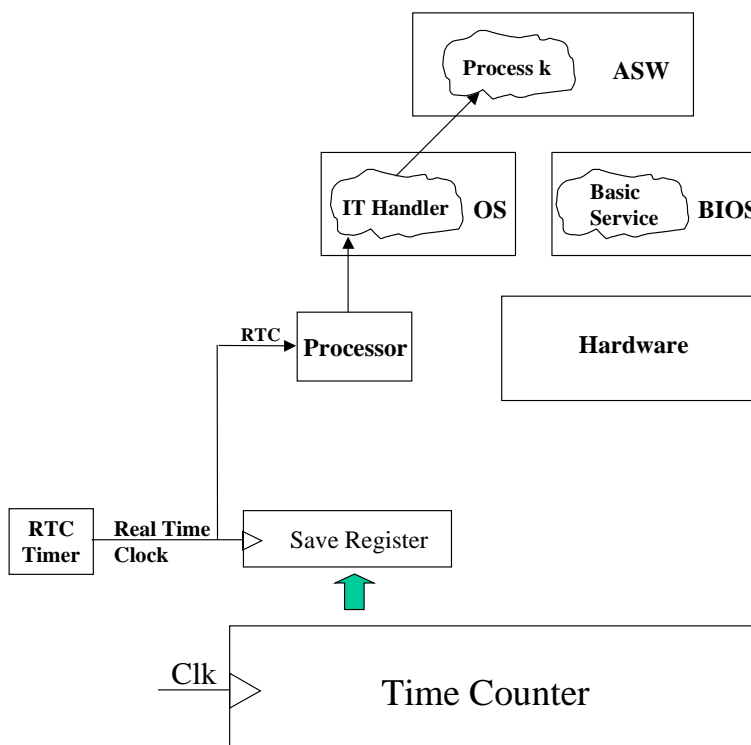 Process k
ASW
IT Handler
OS
Basic
Service
BIOS
RTC
Processor
Hardware
RTC
Timer
Real Time
Clock
Save Register
Clk
Time Counter